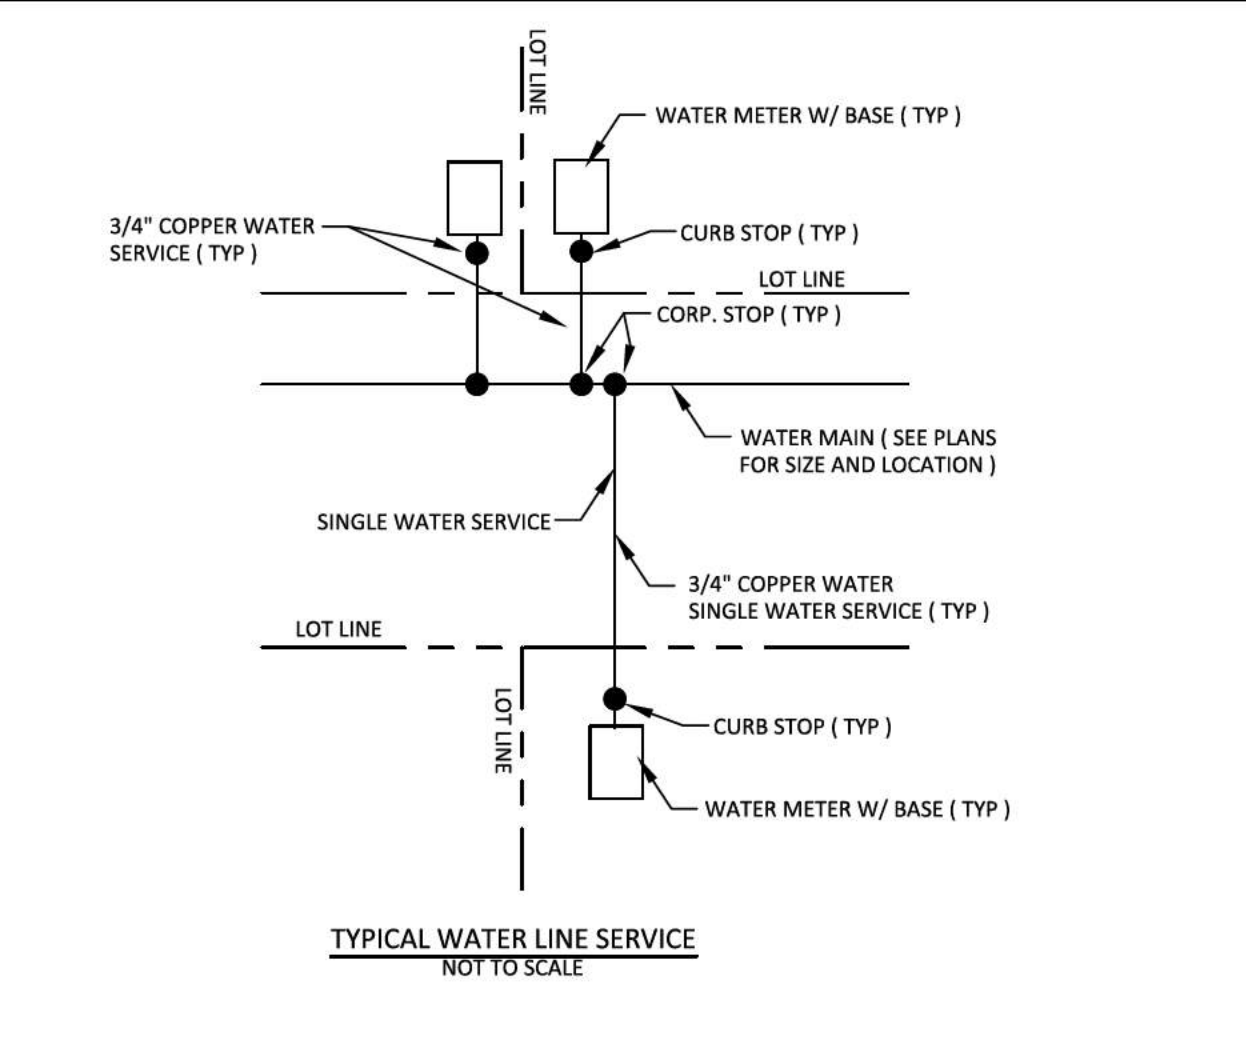 LOT LINE
WATER METER W/ BASE ( TYP )
3/4" COPPER WATER
SERVICE ( TYP )
CURB STOP ( TYP )
LOT LINE
CORP. STOP ( TYP )
WATER MAIN ( SEE PLANS
FOR SIZE AND LOCATION )
SINGLE WATER SERVICE
3/4" COPPER WATER
SINGLE WATER SERVICE ( TYP )
LOT LINE
LOT LINE
CURB STOP ( TYP )
WATER METER W/ BASE ( TYP )
TYPICAL WATER LINE SERVICE
NOT TO SCALE